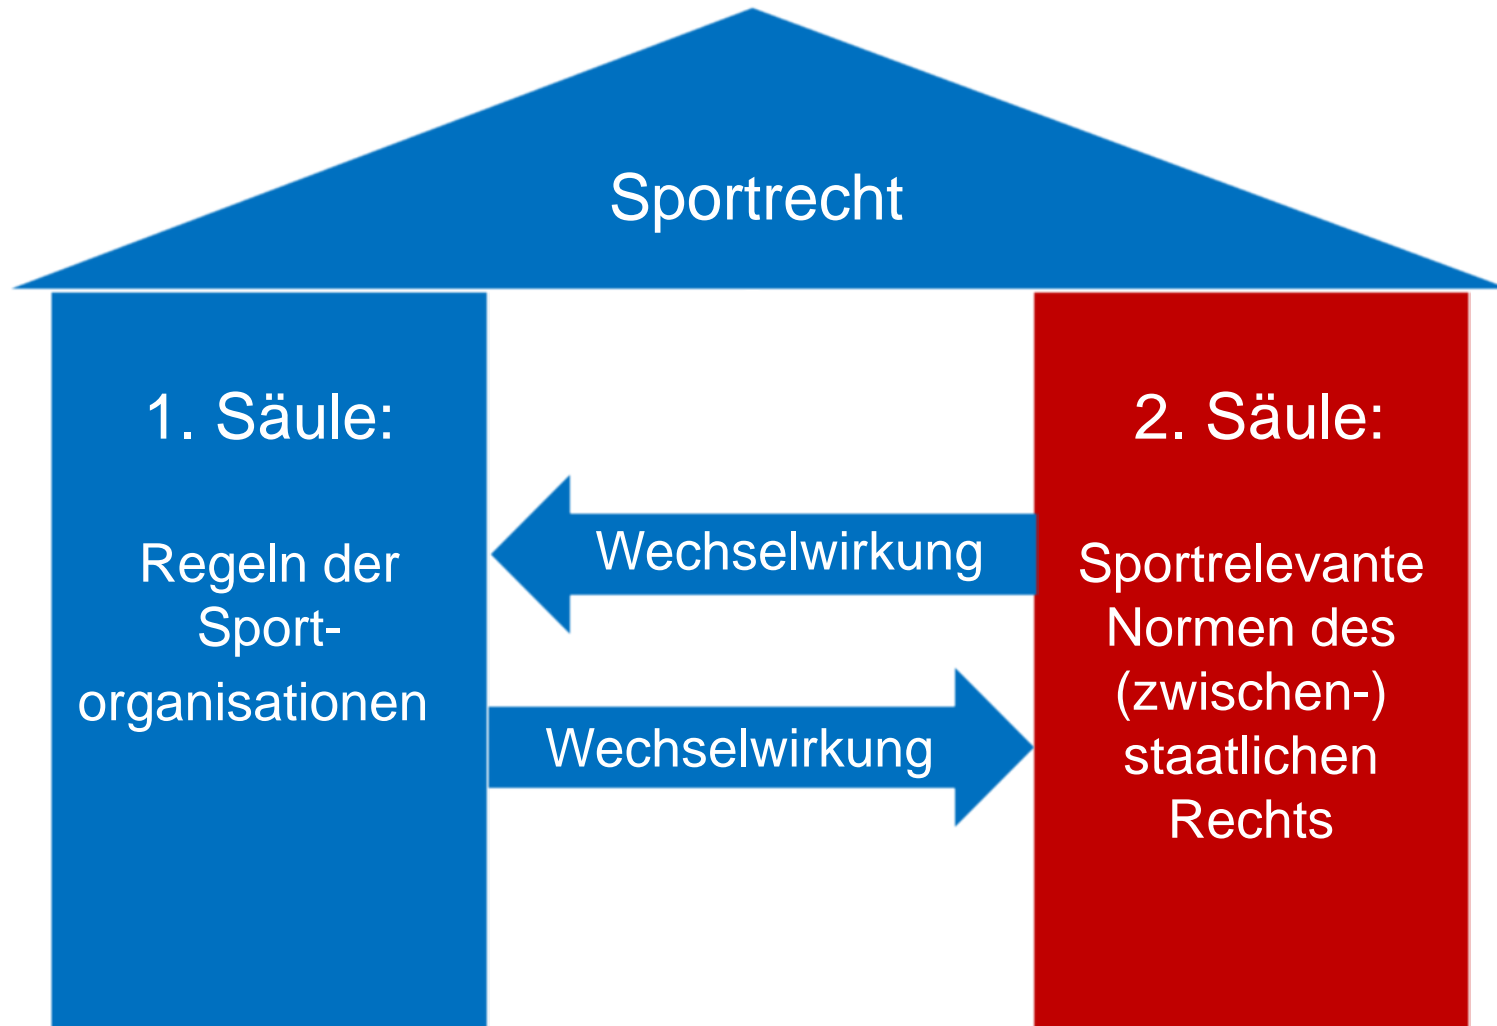 Sportrecht
1. Säule:
Regeln der
Sport-
organisationen
Wechselwirkung
Wechselwirkung
2. Säule:
Sportrelevante
Normen des
(zwischen-)
staatlichen
Rechts